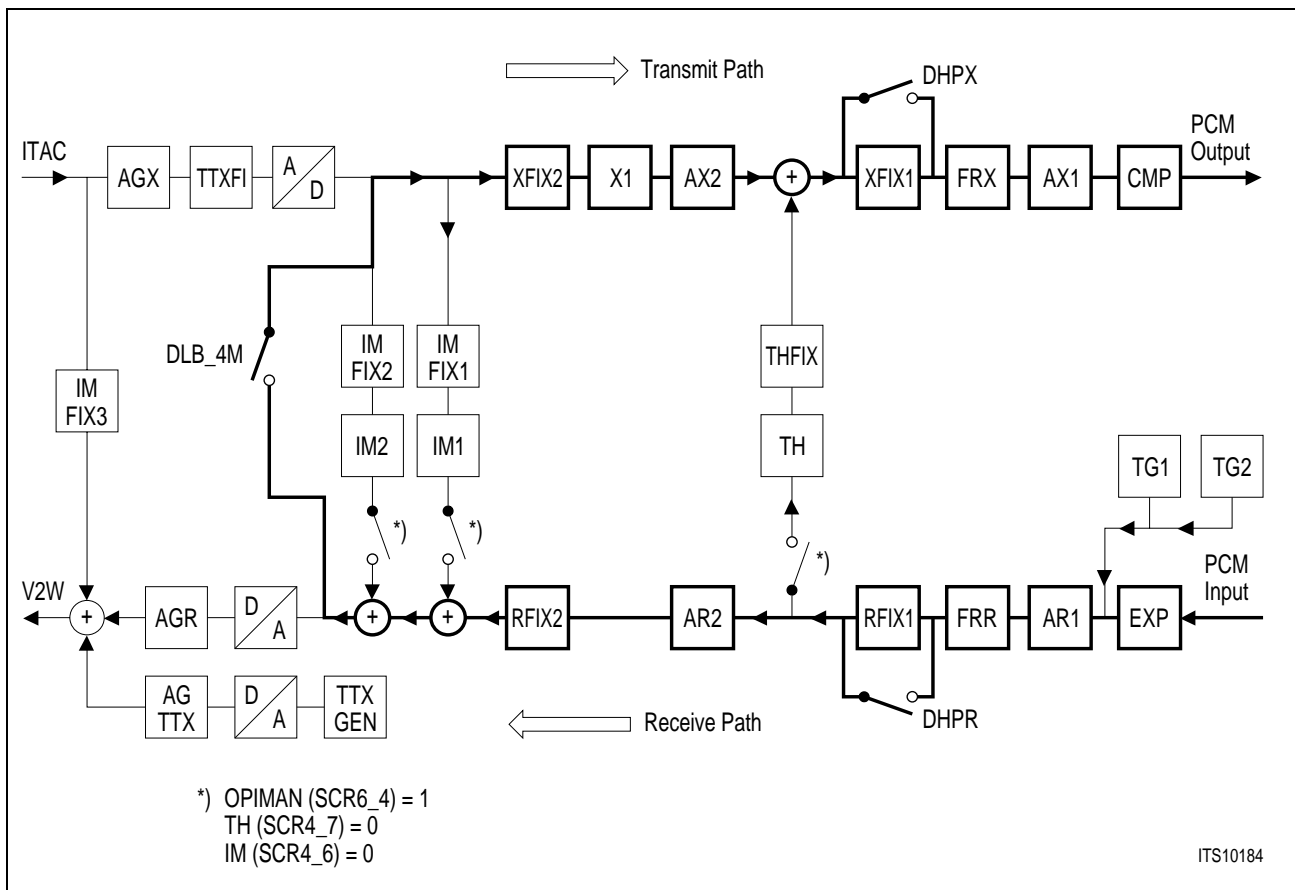 Transmit Path
DHPX
ITAC
PCM
Output
AGX
TTXFI
A
D
XFIX2
X1
AX2
+
XFIX1
FRX
AX1
CMP
DLB_4M
IM
FIX2
IM
FIX1
THFIX
IM
FIX3
IM2
IM1
TH
TG1
TG2
*)
*)
*)
V2W
PCM
Input
+
AGR
D
A
+
+
RFIX2
AR2
RFIX1
FRR
AR1
EXP
AG
TTX
D
A
TTX
GEN
Receive Path
DHPR
*) OPIMAN (SCR6_4) = 1
TH (SCR4_7) = 0
IM (SCR4_6) = 0
ITS10184